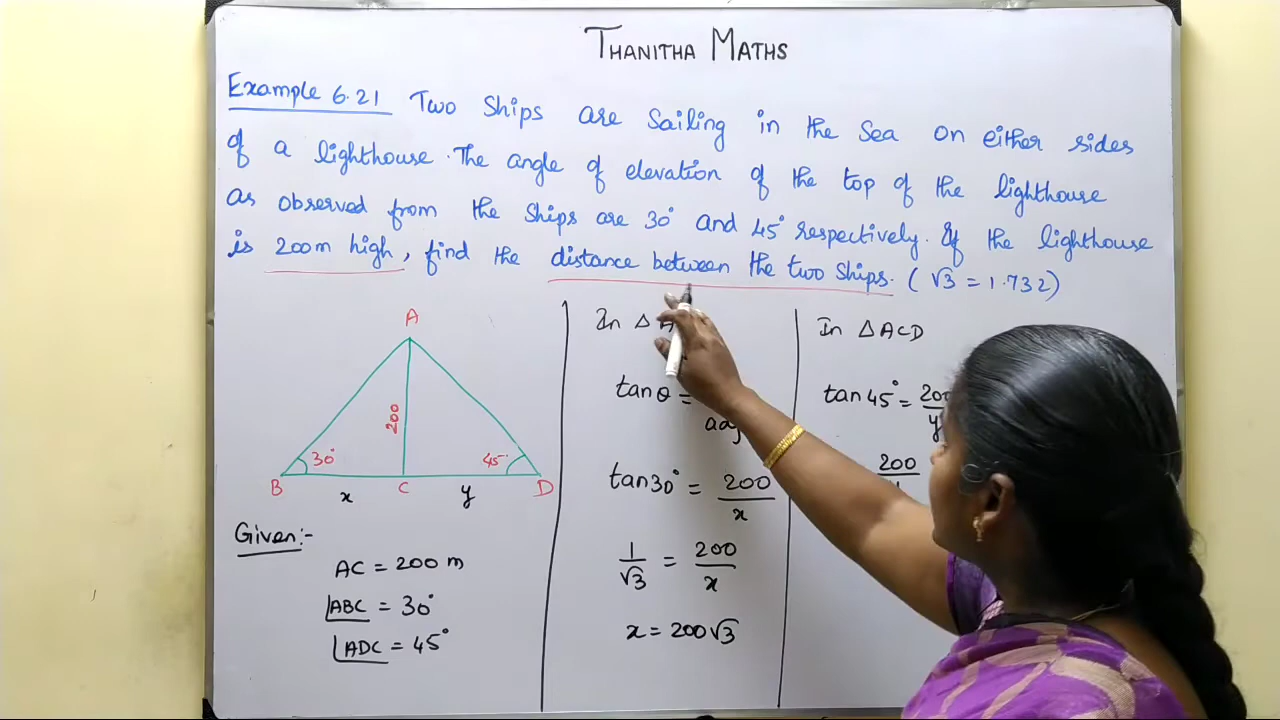 THANITHA MATHS
Example 6.21 Two Ships are Sailing in the Sea on either sides
of a lighthouse. The angle of elevation of the top of the lighthouse
as observed from the Ships are 30° and 45° respectively. If the lighthouse
is 200m high, find the distance between the two Ships. (√3 = 1.732)
A
200
30°
45°
B
x
C
y
D
Given:-
AC = 200 m
∠ABC = 30°
∠ADC = 45°
In △
tanθ =
adj
tan30° = 200/x
1/√3 = 200/x
x = 200√3
In △ACD
tan45° = 200/y
200